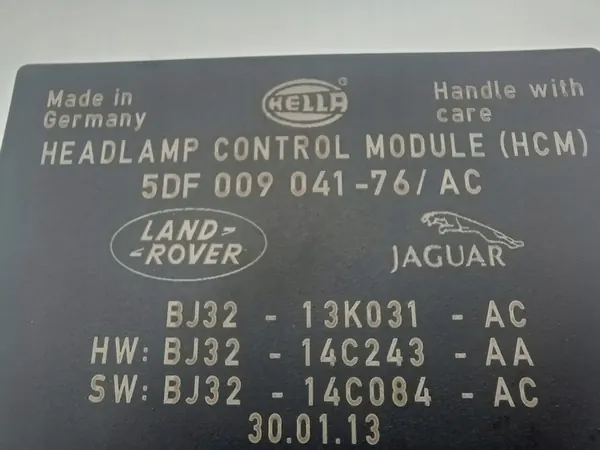 Made in
Germany
HELLA
®
Handle with
care
HEADLAMP CONTROL MODULE (HCM)
5DF 009 041-76/ AC
LAND-
-ROVER
JAGUAR
BJ32 - 13K031 - AC
HW: BJ32 - 14C243 - AA
SW: BJ32 - 14C084 - AC
30.01.13